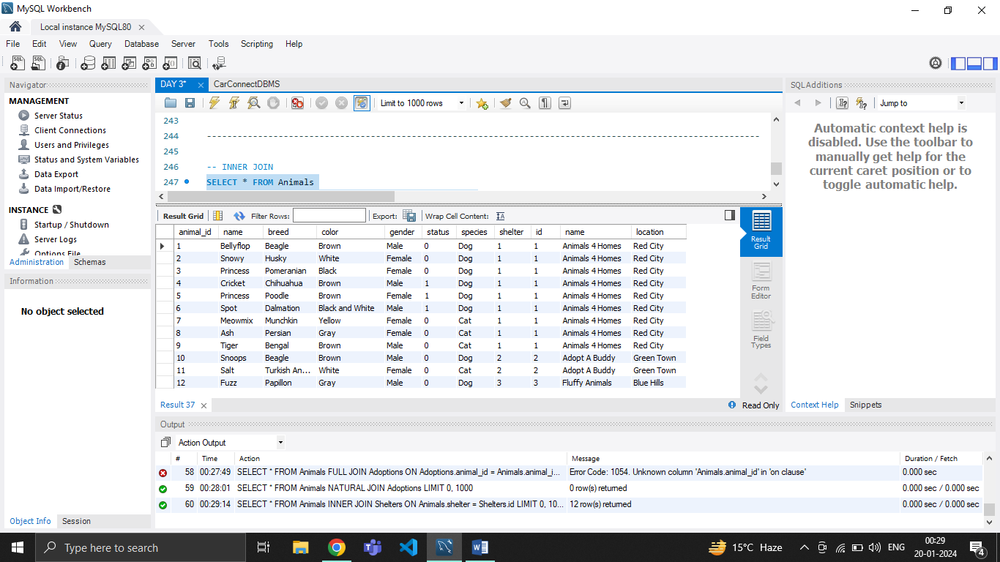 MySQL Workbench
Local instance MySQL80
File Edit View Query Database Server Tools Scripting Help
Navigator
MANAGEMENT
Server Status
Client Connections
Users and Privileges
Status and System Variables
Data Export
Data Import/Restore
INSTANCE
Startup / Shutdown
Server Logs
Options File
Administration Schemas
Information
No object selected
Object Info Session
DAY 3* CarConnectDBMS
Limit to 1000 rows
243
244 ------------------------------------------------------------------------------------------------------------
245
246 -- INNER JOIN
247 SELECT * FROM Animals
Result Grid Filter Rows: Export: Wrap Cell Content:
animal_id name breed color gender status species shelter id name location
1 Bellyflop Beagle Brown Male 0 Dog 1 1 Animals 4 Homes Red City
2 Snowy Husky White Female 0 Dog 1 1 Animals 4 Homes Red City
3 Princess Pomeranian Black Female 0 Dog 1 1 Animals 4 Homes Red City
4 Cricket Chihuahua Brown Male 1 Dog 1 1 Animals 4 Homes Red City
5 Princess Poodle Brown Female 1 Dog 1 1 Animals 4 Homes Red City
6 Spot Dalmation Black and White Male 1 Dog 1 1 Animals 4 Homes Red City
7 Meowmix Munchkin Yellow Female 0 Cat 1 1 Animals 4 Homes Red City
8 Ash Persian Gray Female 0 Cat 1 1 Animals 4 Homes Red City
9 Tiger Bengal Brown Male 0 Cat 1 1 Animals 4 Homes Red City
10 Snoops Beagle Brown Male 0 Dog 2 2 Adopt A Buddy Green Town
11 Salt Turkish An... White Female 0 Cat 2 2 Adopt A Buddy Green Town
12 Fuzz Papillon Gray Male 0 Dog 3 3 Fluffy Animals Blue Hills
Result Grid
Form Editor
Field Types
Result 37 Read Only
SQLAdditions
Jump to
Automatic context help is
disabled. Use the toolbar to
manually get help for the
current caret position or to
toggle automatic help.
Context Help Snippets
Output
Action Output
# Time Action Message Duration / Fetch
58 00:27:49 SELECT * FROM Animals FULL JOIN Adoptions ON Adoptions.animal_id = Animals.animal_i... Error Code: 1054. Unknown column 'Animals.animal_id' in 'on clause' 0.000 sec
59 00:28:01 SELECT * FROM Animals NATURAL JOIN Adoptions LIMIT 0, 1000 0 row(s) returned 0.000 sec / 0.000 sec
60 00:29:14 SELECT * FROM Animals INNER JOIN Shelters ON Animals.shelter = Shelters.id LIMIT 0, 10... 12 row(s) returned 0.000 sec / 0.000 sec
Type here to search
15°C Haze
ENG
00:29
20-01-2024
4